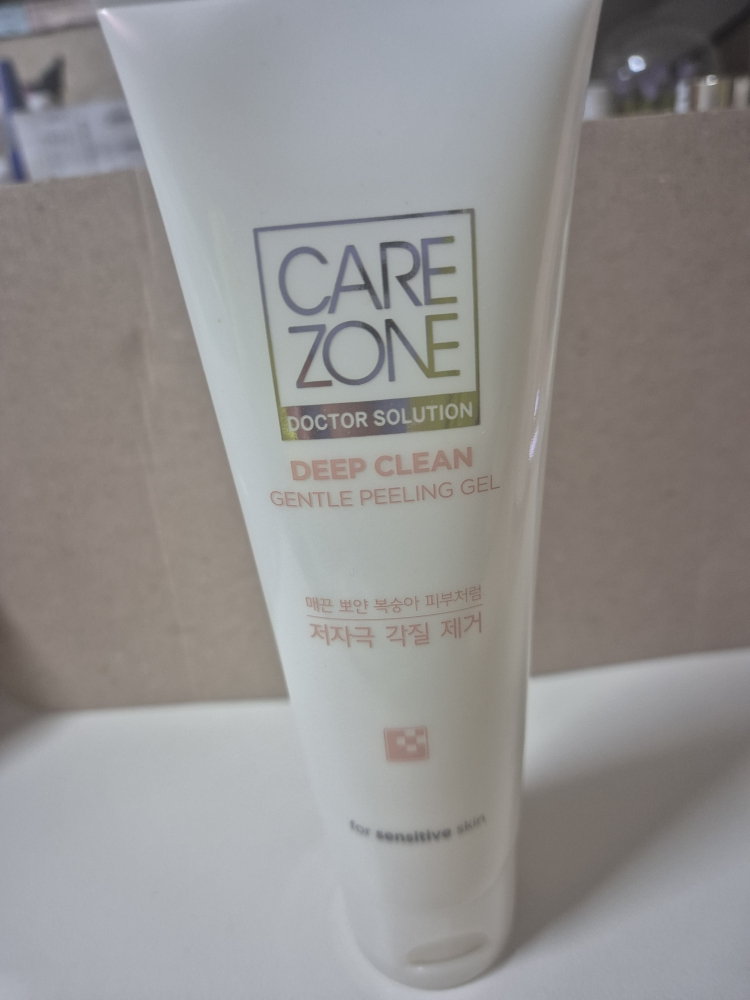 CARE
ZONE
DOCTOR SOLUTION
DEEP CLEAN
GENTLE PEELING GEL
매끈 뽀얀 복숭아 피부처럼
저자극 각질 제거
for sensitive skin